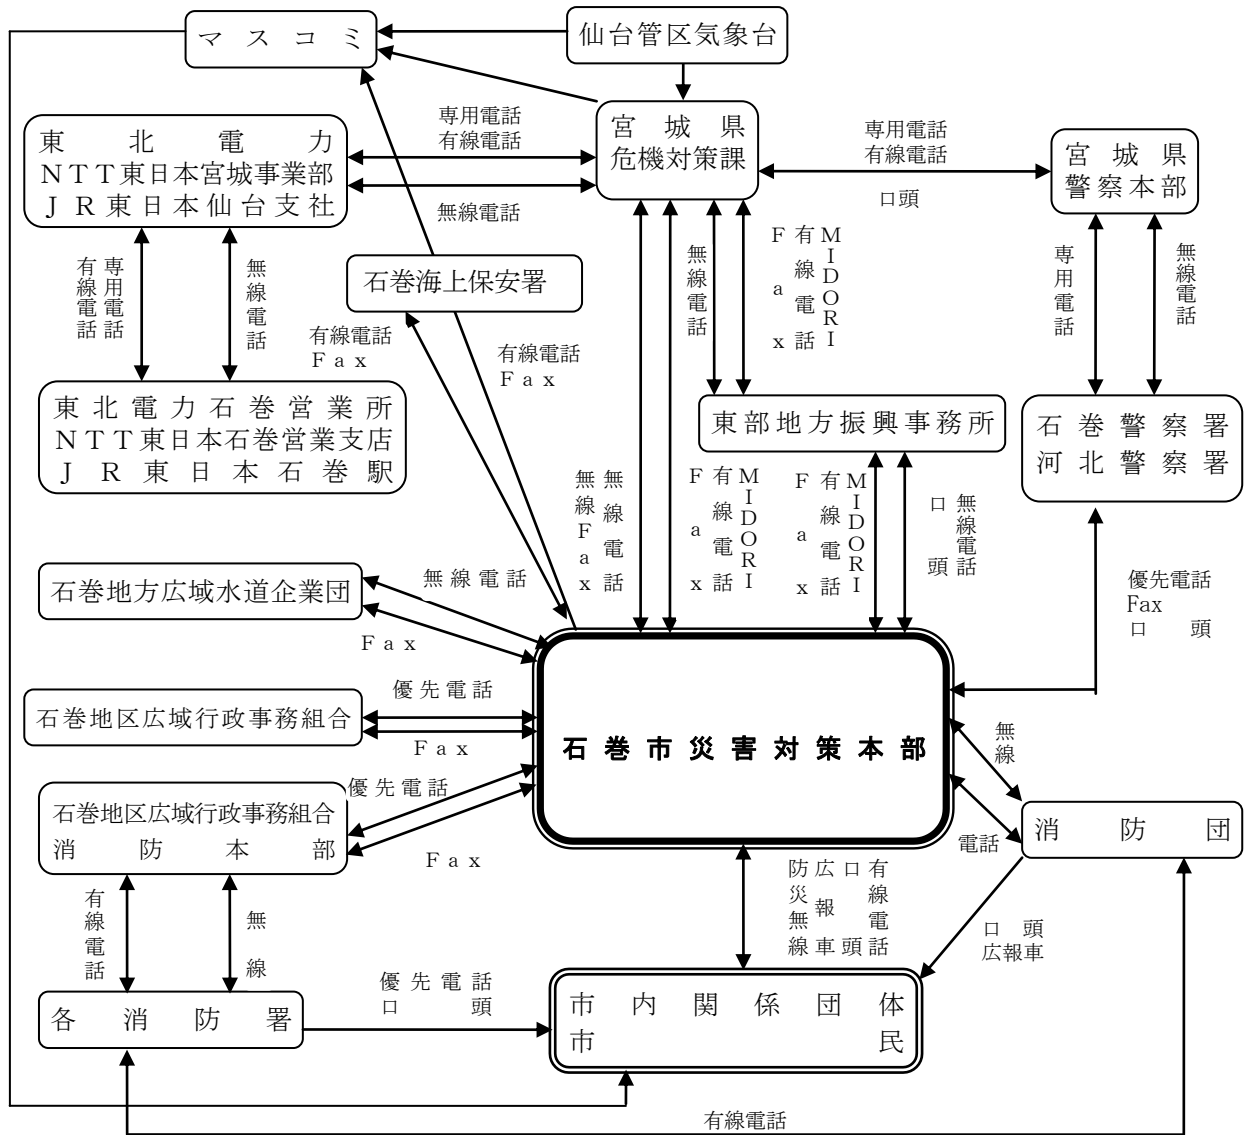 マスコミ
仙台管区気象台
宮城県
危機対策課
専用電話
有線電話
無線電話
東北電力
NTT東日本宮城事業部
JR東日本仙台支社
専用電話
有線電話
口頭
宮城県
警察本部
専用電話
有線電話
無線電話
石巻海上保安署
有線電話
Fax
有線電話
Fax
無線電話
MIDORI
有線電話
Fax
専用電話
無線電話
東北電力石巻営業所
NTT東日本石巻営業支店
JR東日本石巻駅
東部地方振興事務所
石巻警察署
河北警察署
無線電話
無線Fax
MIDORI
有線電話
Fax
MIDORI
有線電話
Fax
無線電話
口頭
優先電話
Fax
口頭
石巻地方広域水道企業団
無線電話
Fax
石巻地区広域行政事務組合
優先電話
Fax
石巻市災害対策本部
無線
電話
消防団
石巻地区広域行政事務組合
消防本部
優先電話
Fax
有線電話
無線
有線電話
口頭
広報車
防災無線
口頭
広報車
各消防署
優先電話
口頭
市内関係団体
市民
有線電話